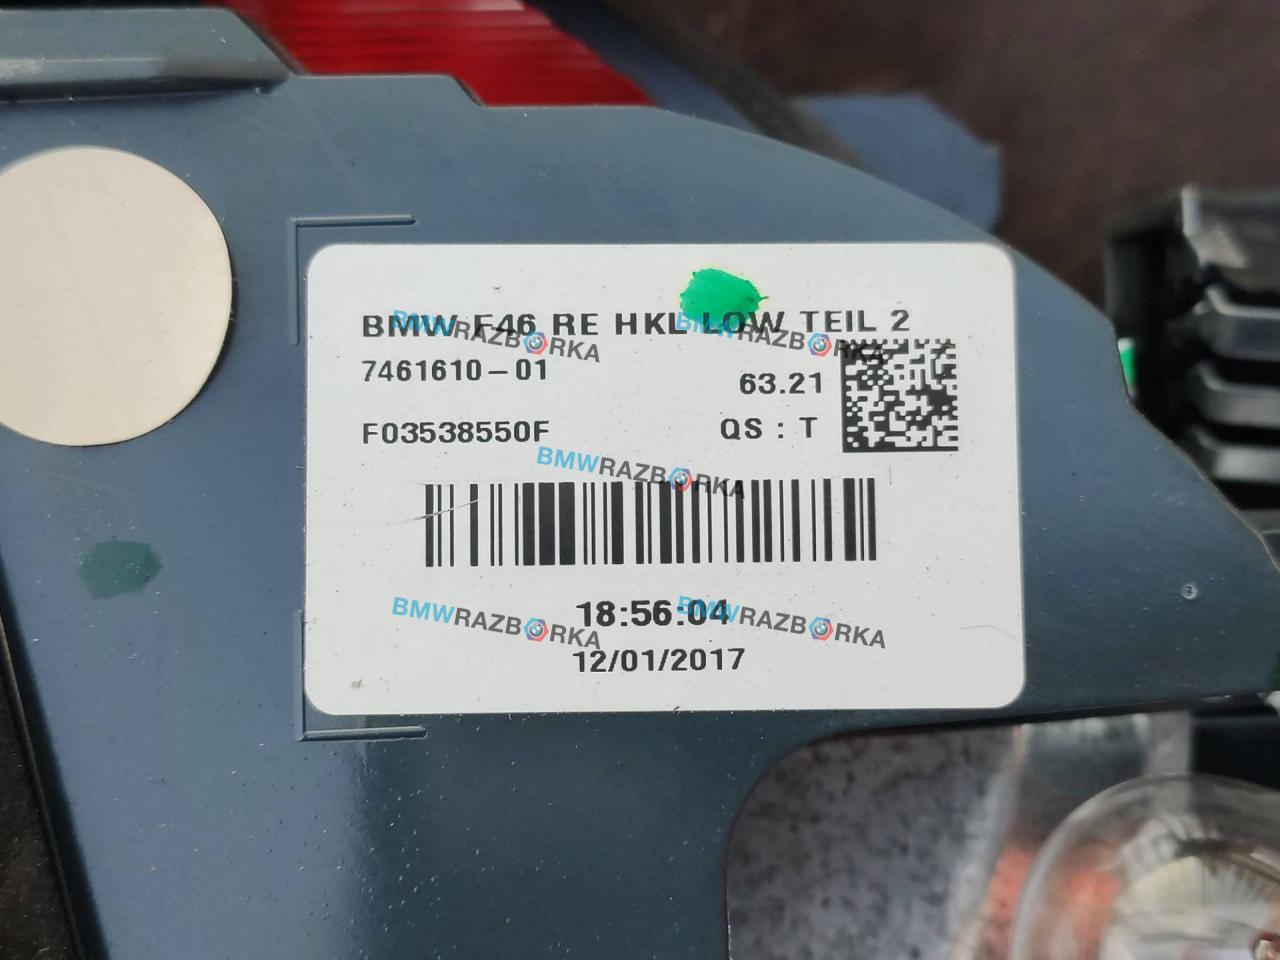 BMW F46 RE HKL LOW TEIL 2
BMWRAZBORKA
BMWRAZBORKA
7461610-01
63.21
F03538550F
QS : T
BMWRAZBORKA
18:56:04
BMWRAZBORKA
BMWRAZBORKA
12/01/2017